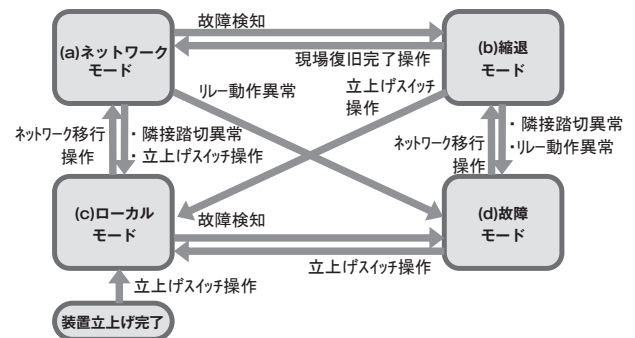 故障検知
(a)ネットワーク
モード
(b)縮退
モード
現場復旧完了操作
リレー動作異常
立上げスイッチ
操作
ネットワーク移行
操作
・隣接踏切異常
・立上げスイッチ操作
ネットワーク移行
操作
・隣接踏切異常
・リレー動作異常
(c)ローカル
モード
故障検知
(d)故障
モード
立上げスイッチ操作
立上げスイッチ操作
装置立上げ完了